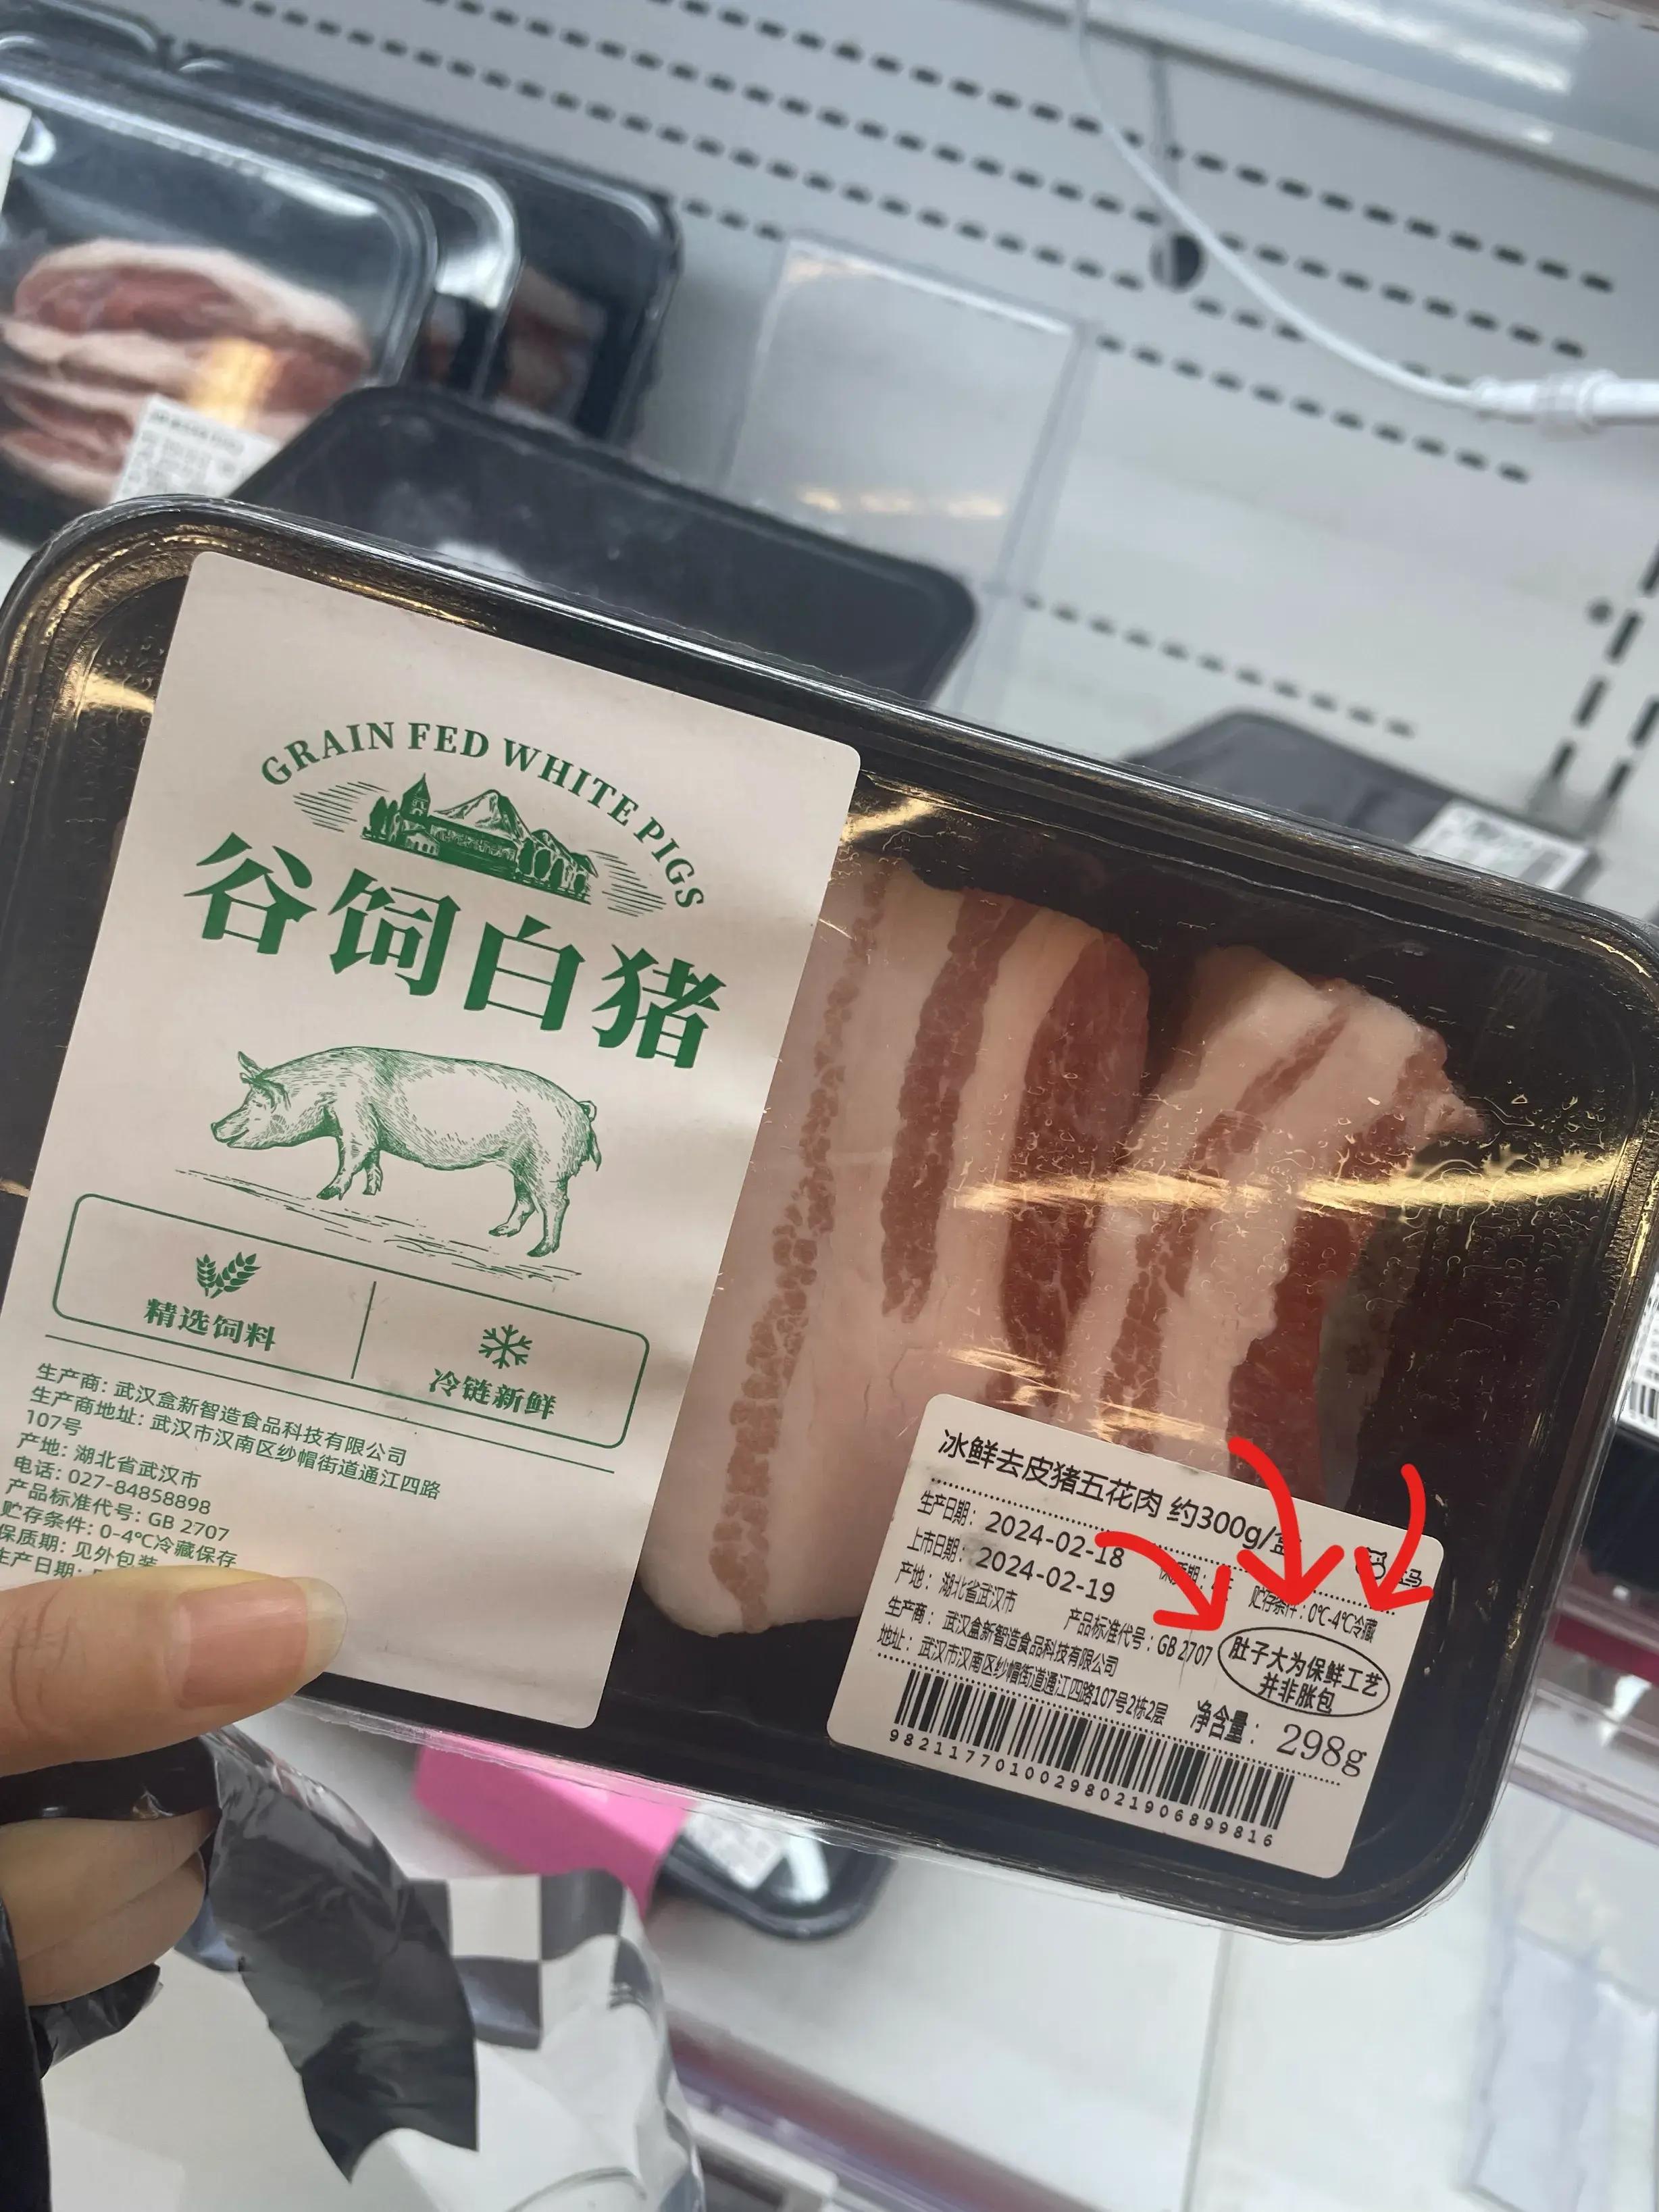 GRAIN FED WHITE PIGS
谷饲白猪
精选饲料
冷链新鲜
生产商: 武汉盒新智造食品科技有限公司
生产商地址: 武汉市汉南区纱帽街道通江四路
107号
产地: 湖北省武汉市
电话: 027-84858898
产品标准代号: GB 2707
贮存条件: 0-4℃冷藏保存
保质期: 见外包装
生产日期:
冰鲜去皮猪五花肉 约300g/盒
生产日期: 2024-02-18
上市日期: 2024-02-19
保质期:
贮存条件: 0℃-4℃冷藏
产地: 湖北省武汉市
产品标准代号: GB 2707
生产商: 武汉盒新智造食品科技有限公司
地址: 武汉市汉南区纱帽街道通江四路107号2栋2层
肚子大为保鲜工艺
并非胀包
净含量: 298g
9821177010029802190689 9816